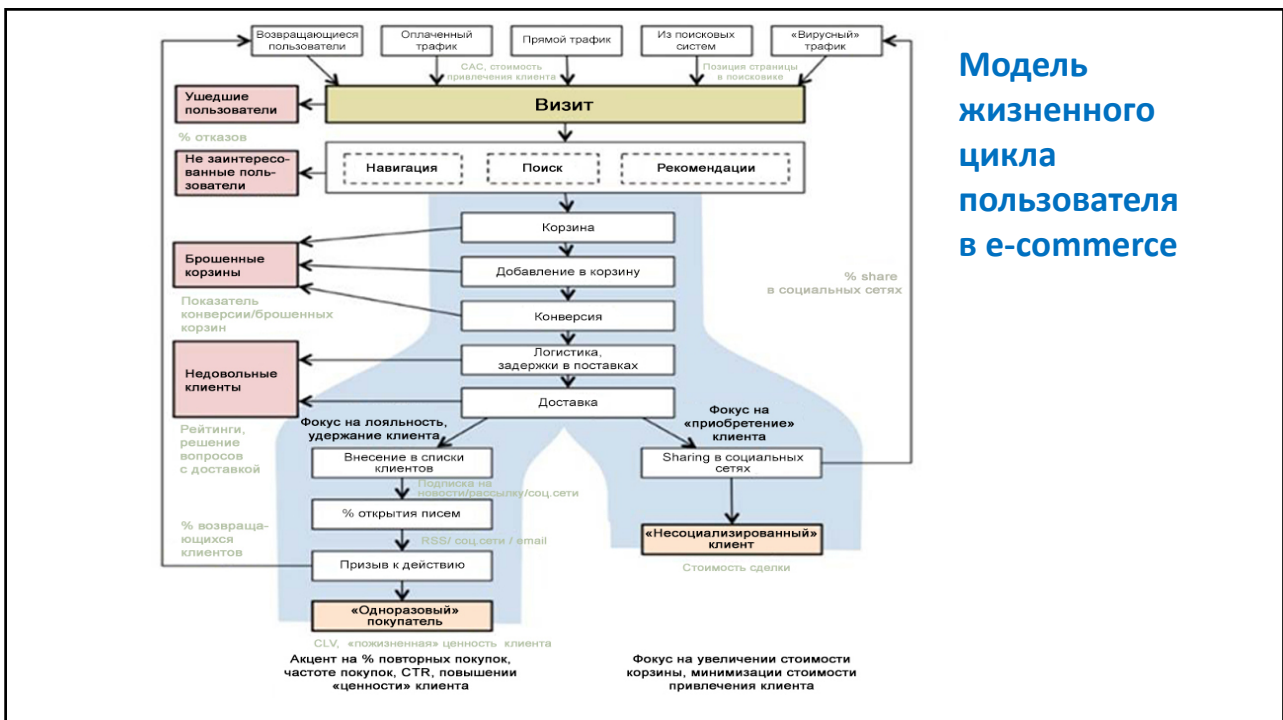 Возвращающиеся
пользователи
Оплаченный
трафик
Прямой трафик
Из поисковых
систем
«Вирусный»
трафик
Модель
жизненного
цикла
пользователя
в e-commerce
CAC, стоимость
привлечения клиента
Позиция страницы
в поисковике
Ушедшие
пользователи
Визит
% отказов
Не заинтересо-
ванные поль-
зователи
Навигация
Поиск
Рекомендации
Корзина
Брошенные
корзины
Добавление в корзину
% share
в социальных сетях
Показатель
конверсии/брошенных
корзин
Конверсия
Логистика,
задержки в поставках
Недовольные
клиенты
Доставка
Фокус на лояльность,
удержание клиента
Фокус на
«приобретение»
клиента
Рейтинги,
решение
вопросов
с доставкой
Внесение в списки
клиентов
Sharing в социальных
сетях
Подписка на
новости/рассылку/соц.сети
% открытия писем
% возвраща-
ющихся
клиентов
RSS/ соц.сети / email
«Несоциализированный»
клиент
Призыв к действию
Стоимость сделки
«Одноразовый»
покупатель
CLV, «пожизненная» ценность клиента
Акцент на % повторных покупок,
частоте покупок, CTR, повышении
«ценности» клиента
Фокус на увеличении стоимости
корзины, минимизации стоимости
привлечения клиента